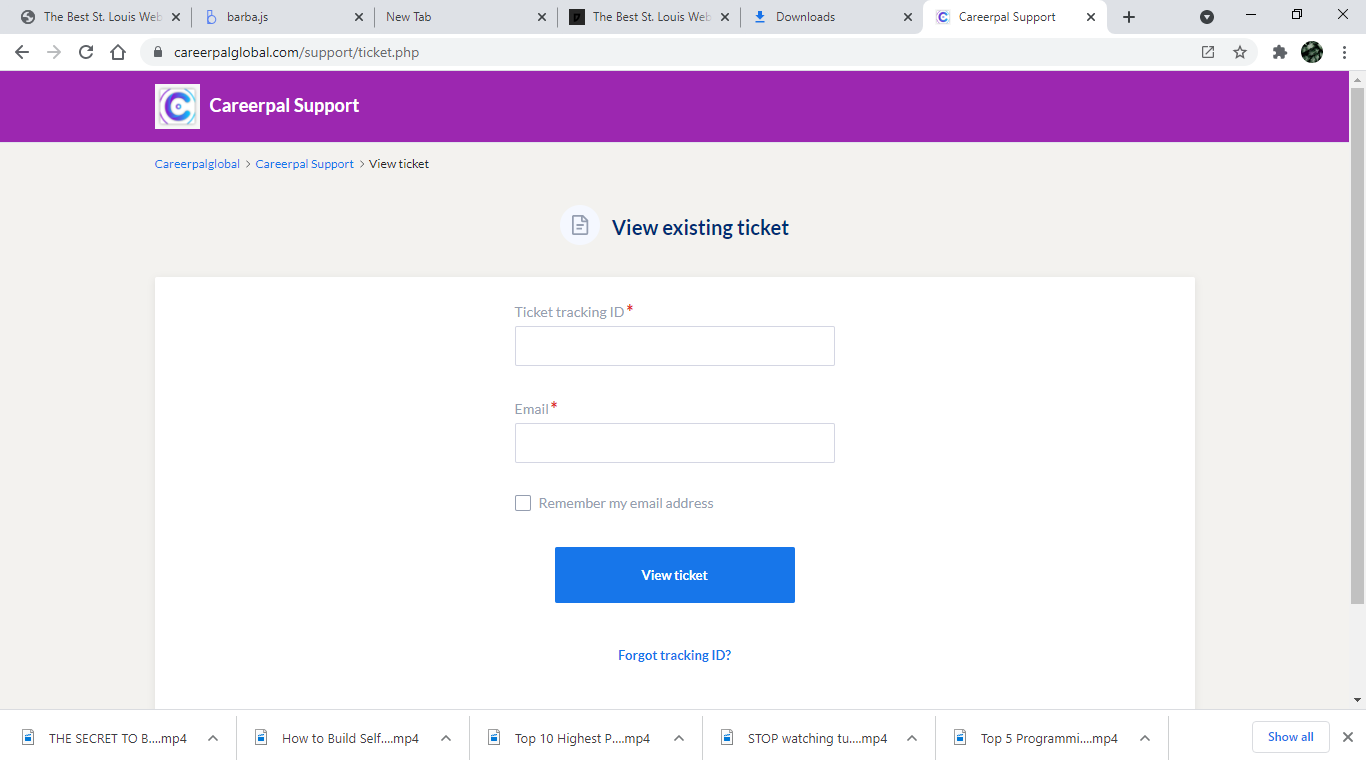 The Best St. Louis Web
barba.js
New Tab
The Best St. Louis Web
Downloads
Careerpal Support
careerpalglobal.com/support/ticket.php
Careerpal Support
Careerpalglobal > Careerpal Support > View ticket
View existing ticket
Ticket tracking ID*
Email*
Remember my email address
View ticket
Forgot tracking ID?
THE SECRET TO B....mp4
How to Build Self....mp4
Top 10 Highest P....mp4
STOP watching tu....mp4
Top 5 Programmi....mp4
Show all